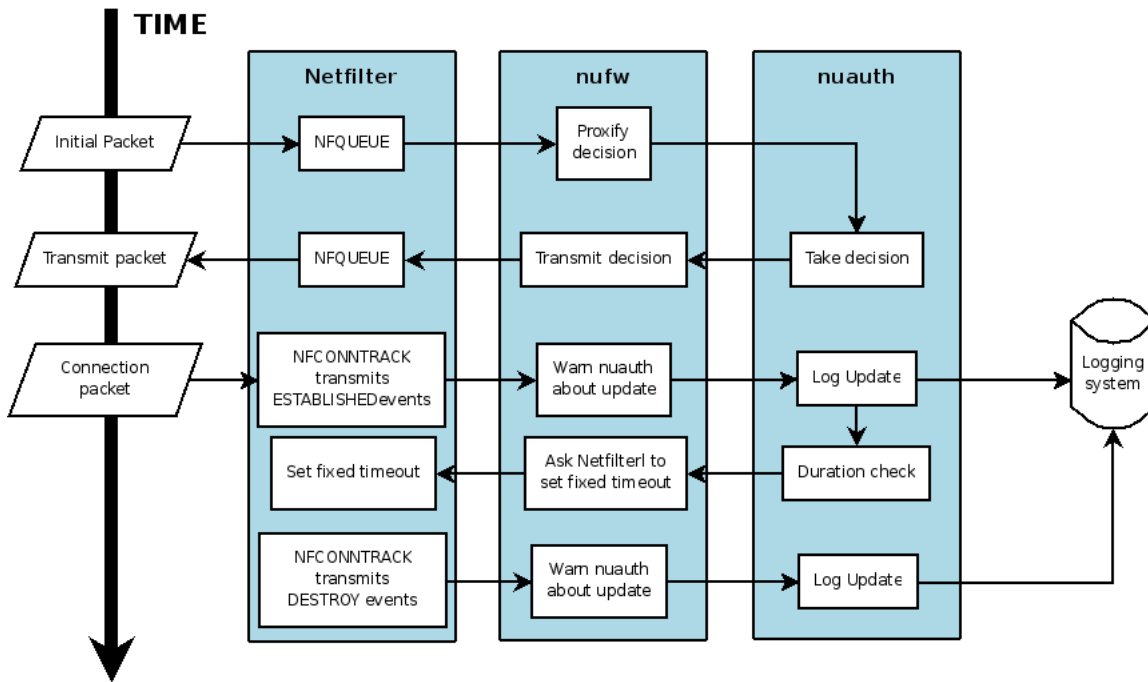 TIME
Netfilter
nufw
nuauth
Initial Packet
NFQUEUE
Proxify
decision
Transmit packet
NFQUEUE
Transmit decision
Take decision
Connection
packet
NFCONNTRACK
transmits
ESTABLISHEDevents
Warn nuauth
about update
Log Update
Logging
system
Set fixed timeout
Ask Netfilterl to
set fixed timeout
Duration check
NFCONNTRACK
transmits
DESTROY events
Warn nuauth
about update
Log Update